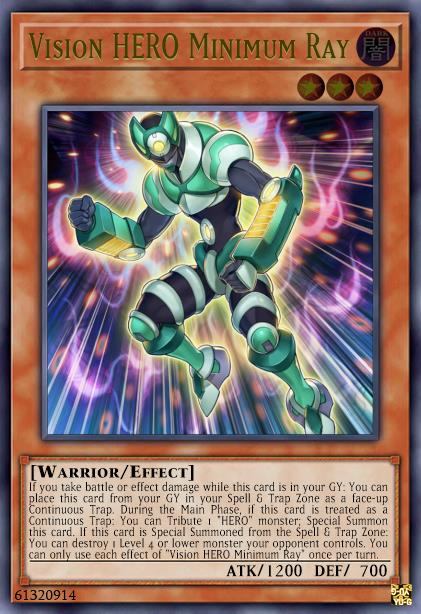 Vision HERO Minimum Ray
DARK
闇
[Warrior/Effect]
If you take battle or effect damage while this card is in your GY: You can
place this card from your GY in your Spell & Trap Zone as a face-up
Continuous Trap. During the Main Phase, if this card is treated as a
Continuous Trap: You can Tribute 1 "HERO" monster; Special Summon
this card. If this card is Special Summoned from the Spell & Trap Zone:
You can destroy 1 Level 4 or lower monster your opponent controls. You
can only use each effect of "Vision HERO Minimum Ray" once per turn.
ATK/1200 DEF/ 700
61320914